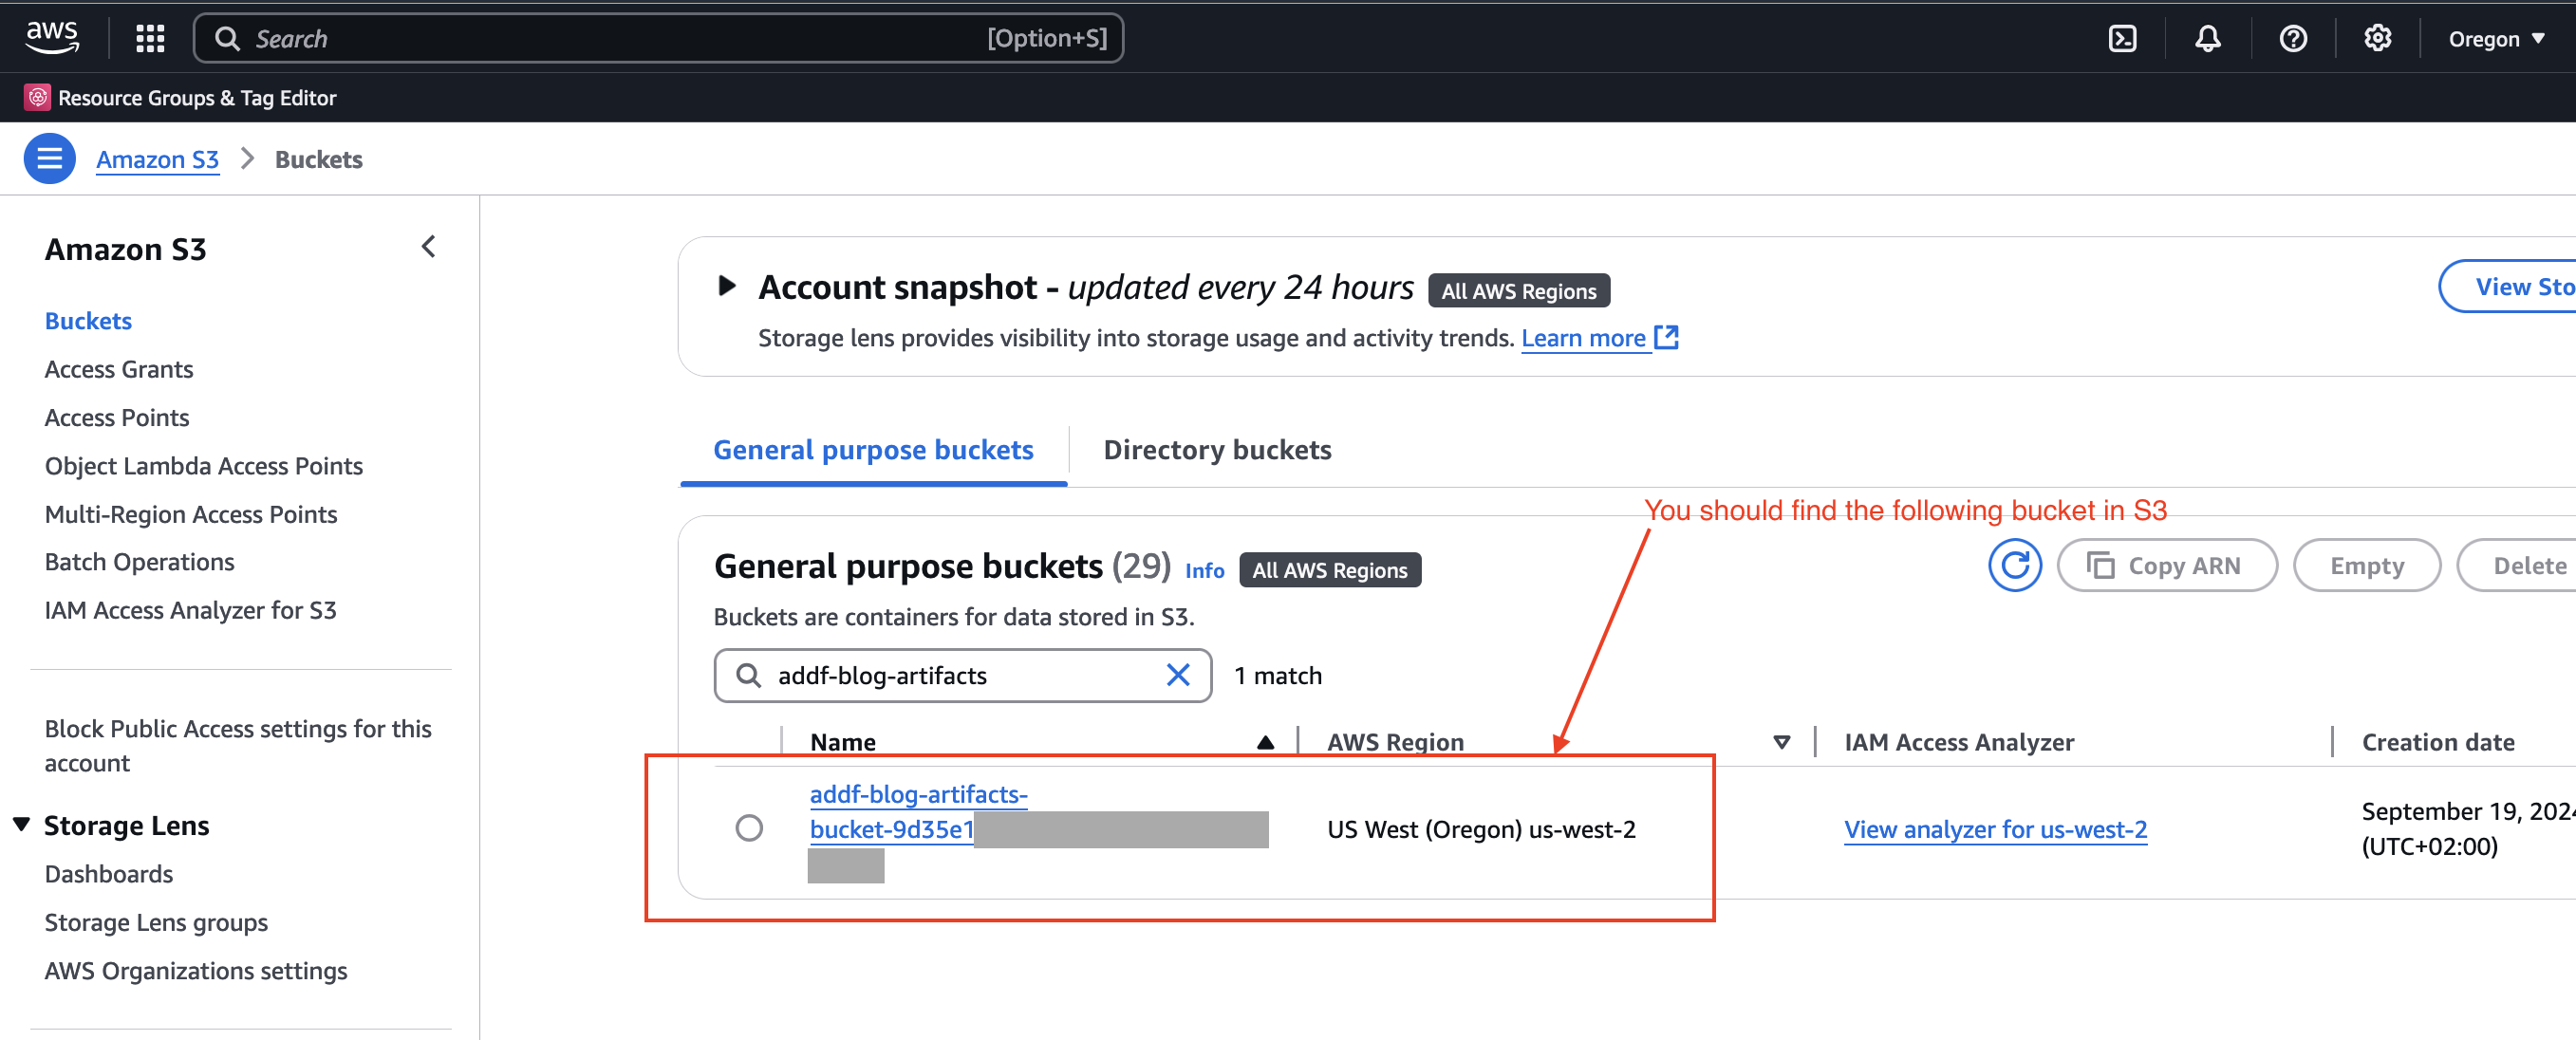 aws
Search
[Option+S]
Oregon
Resource Groups & Tag Editor
Amazon S3
Buckets
Amazon S3
Buckets
Access Grants
Access Points
Object Lambda Access Points
Multi-Region Access Points
Batch Operations
IAM Access Analyzer for S3
Block Public Access settings for this
account
Storage Lens
Dashboards
Storage Lens groups
AWS Organizations settings
Account snapshot - updated every 24 hours
All AWS Regions
View Sto
Storage lens provides visibility into storage usage and activity trends. Learn more
General purpose buckets
Directory buckets
You should find the following bucket in S3
General purpose buckets (29) Info
All AWS Regions
Copy ARN
Empty
Delete
Buckets are containers for data stored in S3.
addf-blog-artifacts
1 match
Name
AWS Region
IAM Access Analyzer
Creation date
addf-blog-artifacts-
bucket-9d35e1
US West (Oregon) us-west-2
View analyzer for us-west-2
September 19, 2024
(UTC+02:00)